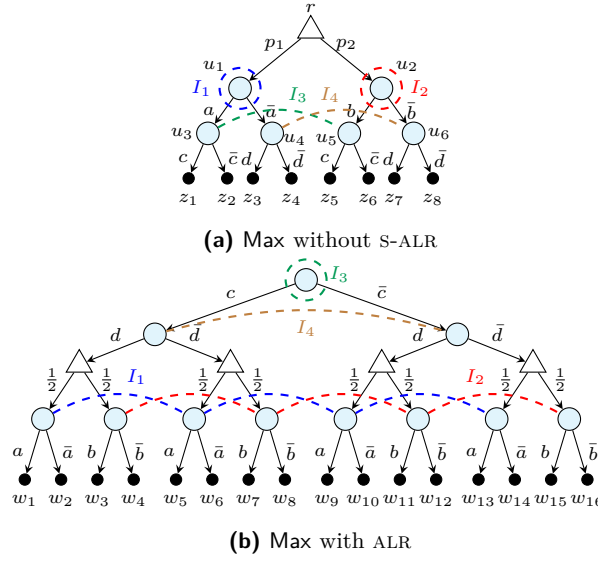 r
p₁ p₂
u₁ u₂
I₁ I₃ I₄ I₂
a ā b b̄
u₃ u₄ u₅ u₆
c c̄ d d̄ c c̄ d d̄
z₁ z₂ z₃ z₄ z₅ z₆ z₇ z₈
(a) Max without S-ALR
I₃
c c̄
I₄
d d d d̄
1/2 1/2 1/2 1/2 1/2 1/2 1/2 1/2
I₁ I₂
a ā b b̄ a ā b b̄ a ā b b̄ a ā b b̄
w₁ w₂ w₃ w₄ w₅ w₆ w₇ w₈ w₉ w₁₀ w₁₁ w₁₂ w₁₃ w₁₄ w₁₅ w₁₆
(b) Max with ALR